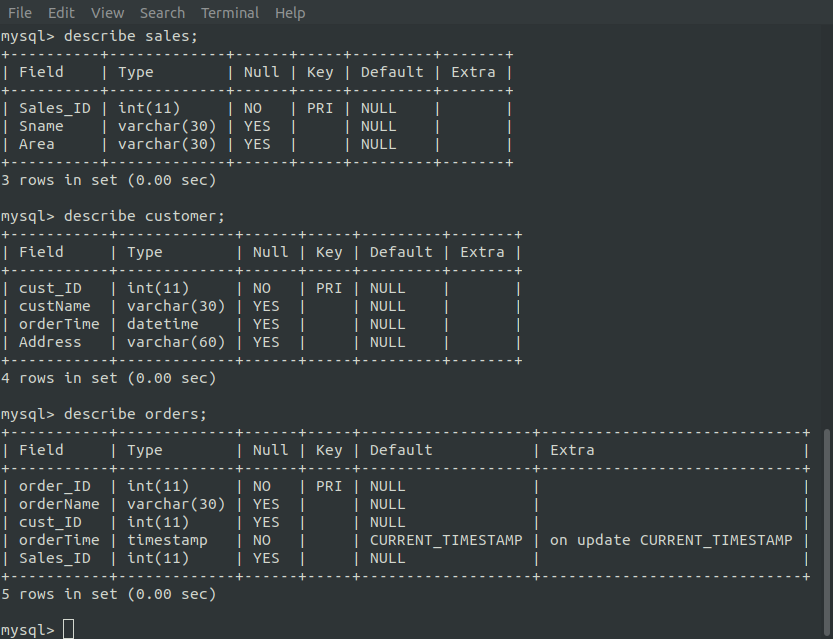 File Edit View Search Terminal Help
mysql> describe sales;
+----------+-------------+------+-----+---------+-------+
| Field    | Type        | Null | Key | Default | Extra |
+----------+-------------+------+-----+---------+-------+
| Sales_ID | int(11)     | NO   | PRI | NULL    |       |
| Sname    | varchar(30) | YES  |     | NULL    |       |
| Area     | varchar(30) | YES  |     | NULL    |       |
+----------+-------------+------+-----+---------+-------+
3 rows in set (0.00 sec)
mysql> describe customer;
+-----------+-------------+------+-----+---------+-------+
| Field     | Type        | Null | Key | Default | Extra |
+-----------+-------------+------+-----+---------+-------+
| cust_ID   | int(11)     | NO   | PRI | NULL    |       |
| custName  | varchar(30) | YES  |     | NULL    |       |
| orderTime | datetime    | YES  |     | NULL    |       |
| Address   | varchar(60) | YES  |     | NULL    |       |
+-----------+-------------+------+-----+---------+-------+
4 rows in set (0.00 sec)
mysql> describe orders;
+-----------+-------------+------+-----+-------------------+-----------------------------+
| Field     | Type        | Null | Key | Default           | Extra                       |
+-----------+-------------+------+-----+-------------------+-----------------------------+
| order_ID  | int(11)     | NO   | PRI | NULL              |                             |
| orderName | varchar(30) | YES  |     | NULL              |                             |
| cust_ID   | int(11)     | YES  |     | NULL              |                             |
| orderTime | timestamp   | NO   |     | CURRENT_TIMESTAMP | on update CURRENT_TIMESTAMP |
| Sales_ID  | int(11)     | YES  |     | NULL              |                             |
+-----------+-------------+------+-----+-------------------+-----------------------------+
5 rows in set (0.00 sec)
mysql>